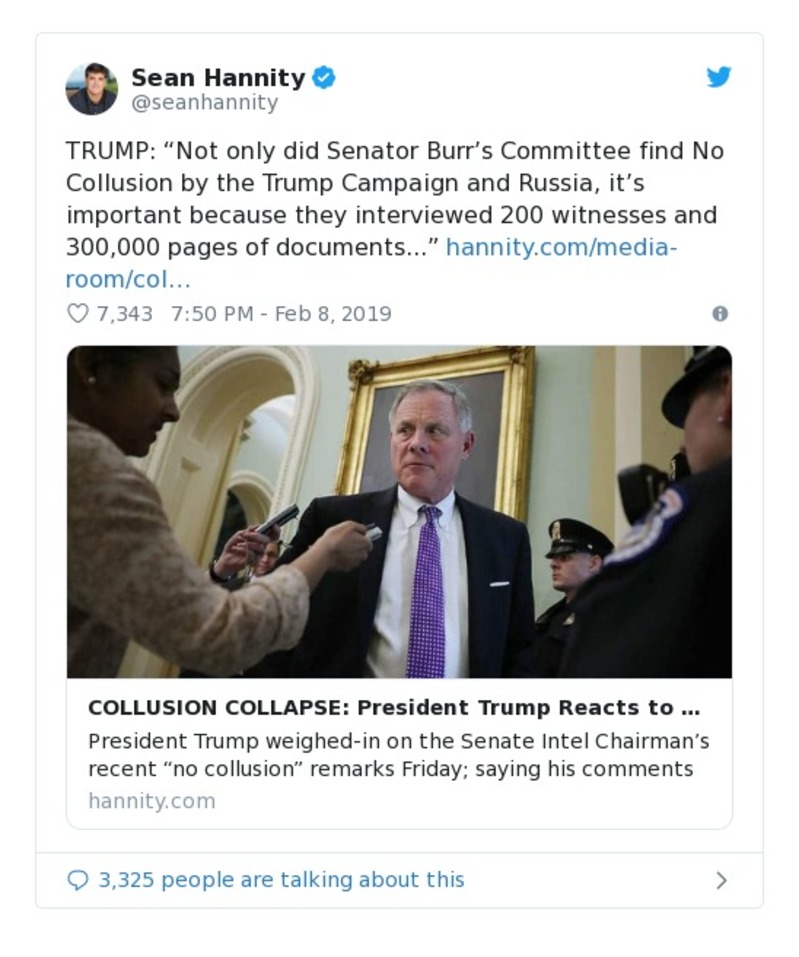 Sean Hannity
@seanhannity
TRUMP: “Not only did Senator Burr’s Committee find No
Collusion by the Trump Campaign and Russia, it’s
important because they interviewed 200 witnesses and
300,000 pages of documents...” hannity.com/media-
room/col…
7,343 7:50 PM - Feb 8, 2019
COLLUSION COLLAPSE: President Trump Reacts to ...
President Trump weighed-in on the Senate Intel Chairman’s
recent “no collusion” remarks Friday; saying his comments
hannity.com
3,325 people are talking about this